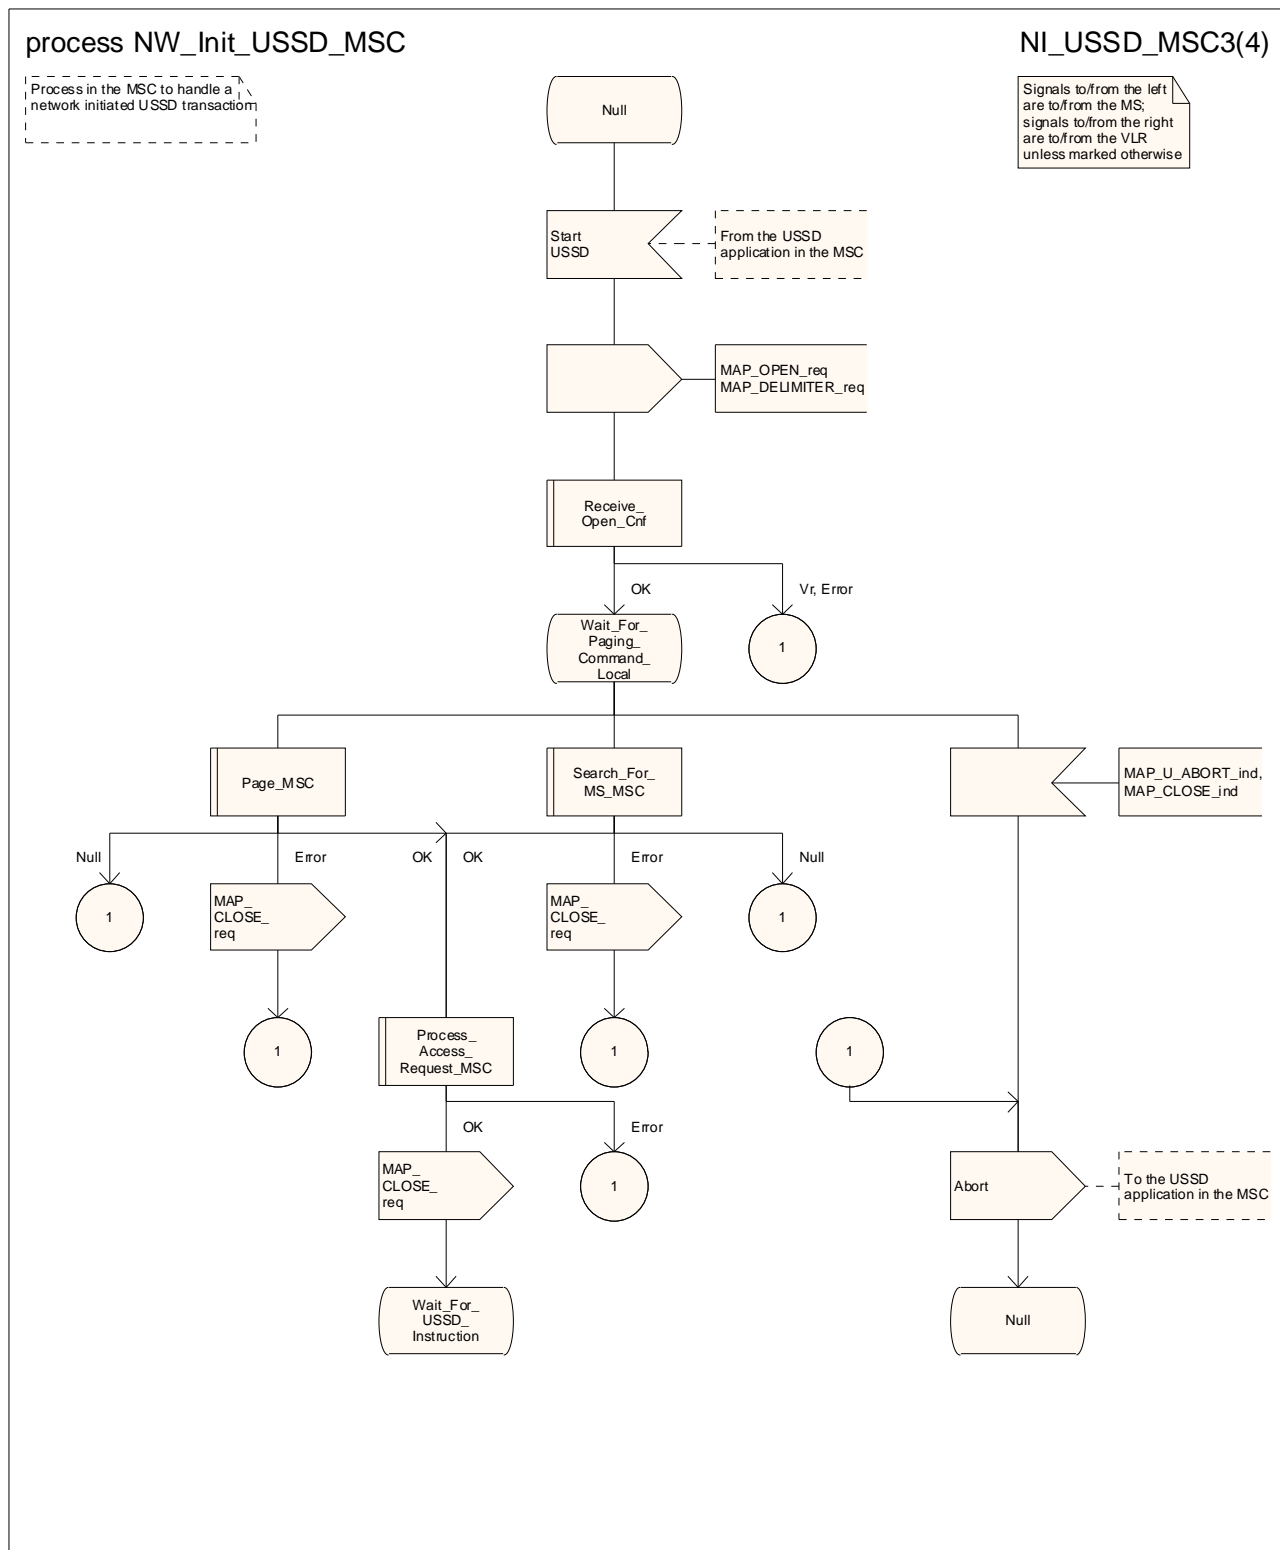 process NW_Init_USSD_MSC
NI_USSD_MSC3(4)
Process in the MSC to handle a
network initiated USSD transaction
Signals to/from the left
are to/from the MS;
signals to/from the right
are to/from the VLR
unless marked otherwise
Null
Start
USSD
From the USSD
application in the MSC
MAP_OPEN_req
MAP_DELIMITER_req
Receive_
Open_Cnf
OK
Vr, Error
Wait_For_
Paging_
Command_
Local
1
Page_MSC
Search_For_
MS_MSC
MAP_U_ABORT_ind,
MAP_CLOSE_ind
Null
Error
OK
OK
Error
Null
1
MAP_
CLOSE_
req
MAP_
CLOSE_
req
1
1
Process_
Access_
Request_MSC
1
1
OK
Error
MAP_
CLOSE_
req
1
Abort
To the USSD
application in the MSC
Wait_For_
USSD_
Instruction
Null